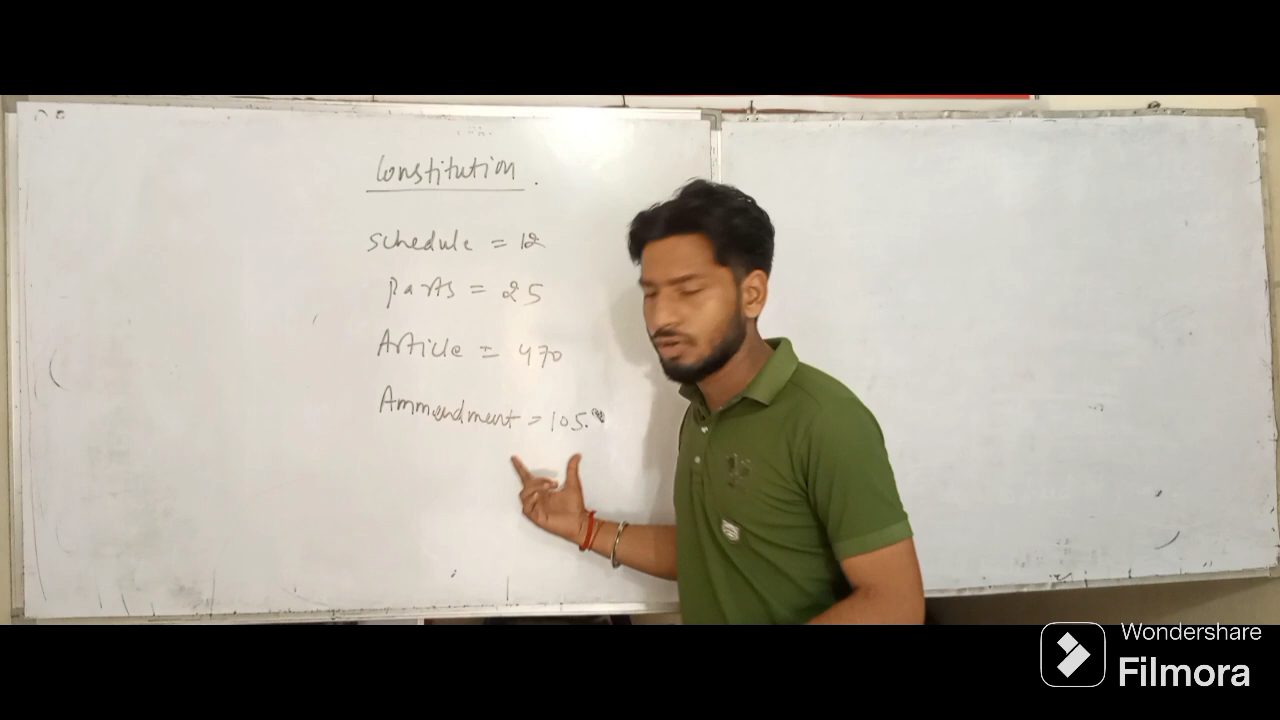 Constitution.
Schedule = 12
Parts = 25
Article = 470
Ammendment = 105.
Wondershare
Filmora